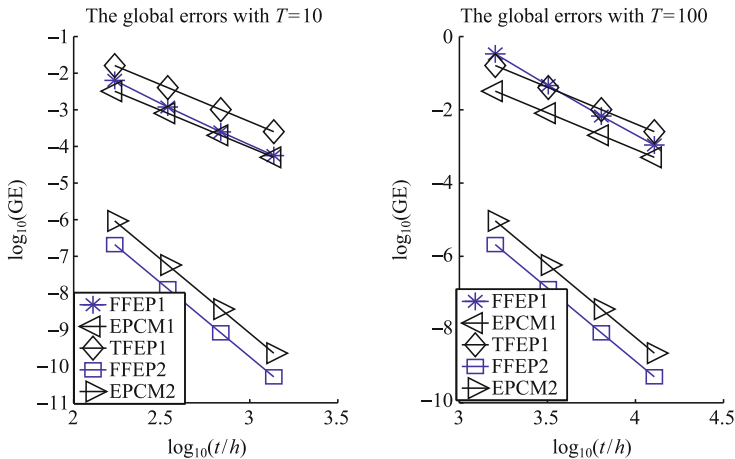 The global errors with T=10
−1
−2
−3
−4
−5
−6
−7
−8
−9
−10
−11
log10(GE)
FFEP1
EPCM1
TFEP1
FFEP2
EPCM2
2
2.5
3
3.5
log10(t/h)
The global errors with T=100
0
−2
−4
−6
−8
−10
log10(GE)
FFEP1
EPCM1
TFEP1
FFEP2
EPCM2
3
3.5
4
4.5
log10(t/h)